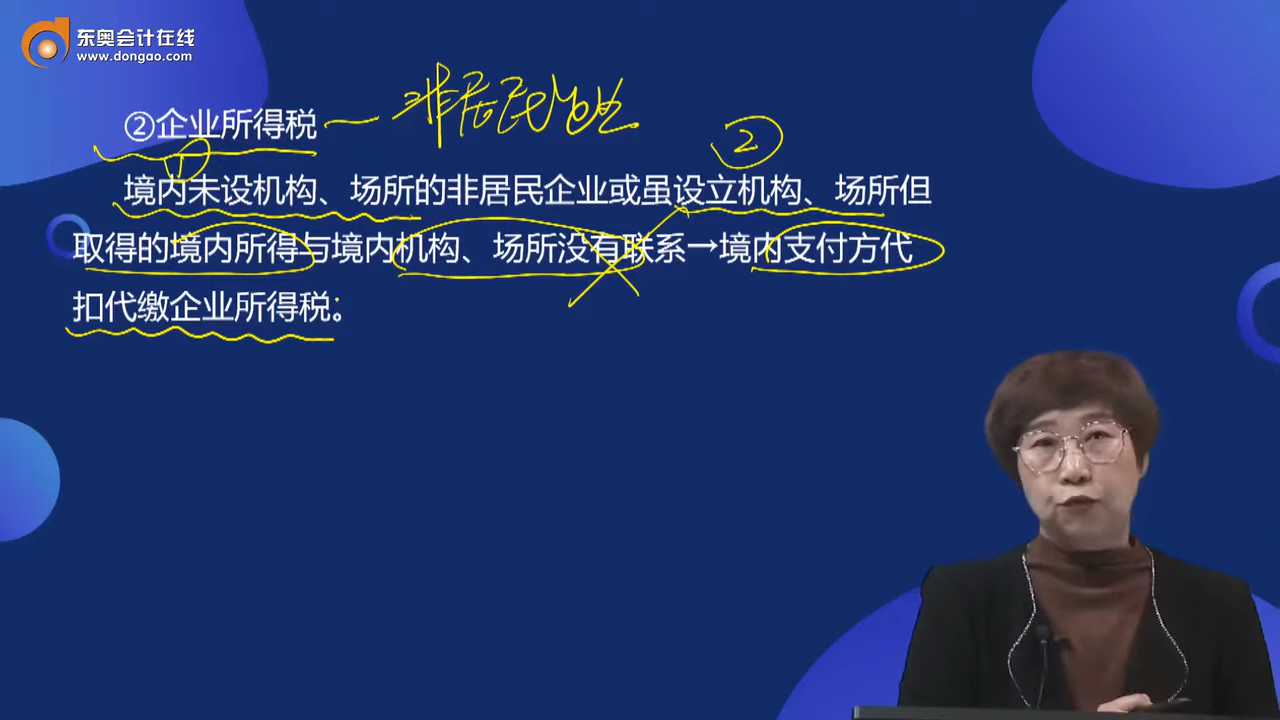 东奥会计在线
www.dongao.com
②企业所得税
非居民企业
①
②
境内未设机构、场所的非居民企业或虽设立机构、场所但
取得的境内所得与境内机构、场所没有联系→境内支付方代
扣代缴企业所得税。